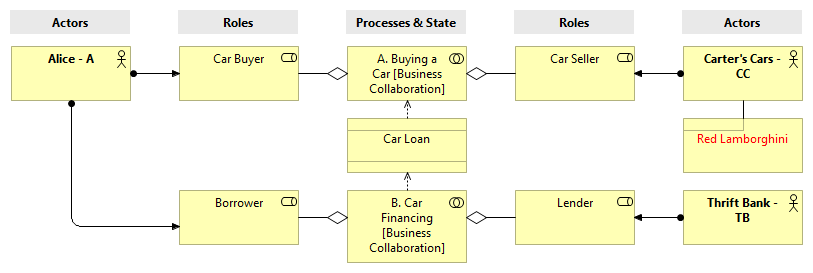 Actors Roles Processes & State Roles Actors
Alice - A
Car Buyer
A. Buying a
Car [Business
Collaboration]
Car Seller
Carter's Cars -
CC
Car Loan
Red Lamborghini
Borrower
B. Car
Financing
[Business
Collaboration]
Lender
Thrift Bank -
TB